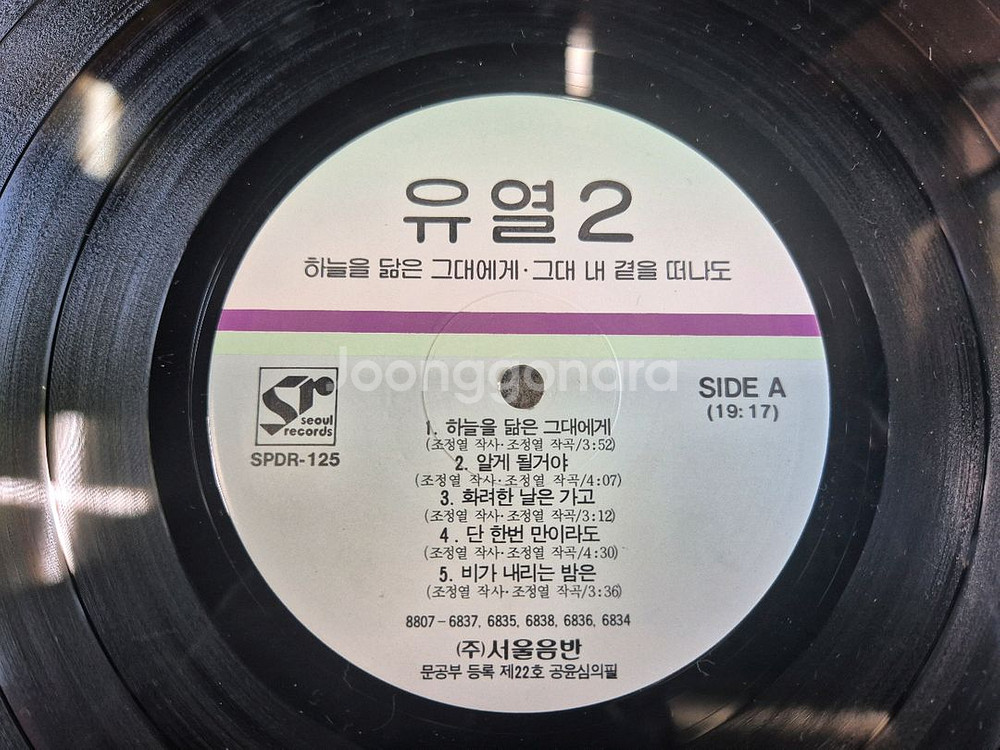 유열2
하늘을 닮은 그대에게·그대 내 곁을 떠나도
Joonggonara
Sr
seoul
records
SPDR-125
SIDE A
(19:17)
1. 하늘을 닮은 그대에게
(조정열 작사·조정열 작곡/3:52)
2. 알게 될거야
(조정열 작사·조정열 작곡/4:07)
3. 화려한 날은 가고
(조정열 작사·조정열 작곡/3:12)
4. 단 한번 만이라도
(조정열 작사·조정열 작곡/4:30)
5. 비가 내리는 밤은
(조정열 작사·조정열 작곡/3:36)
8807-6837, 6835, 6838, 6836, 6834
(주)서울음반
문공부 등록 제22호 공윤심의필